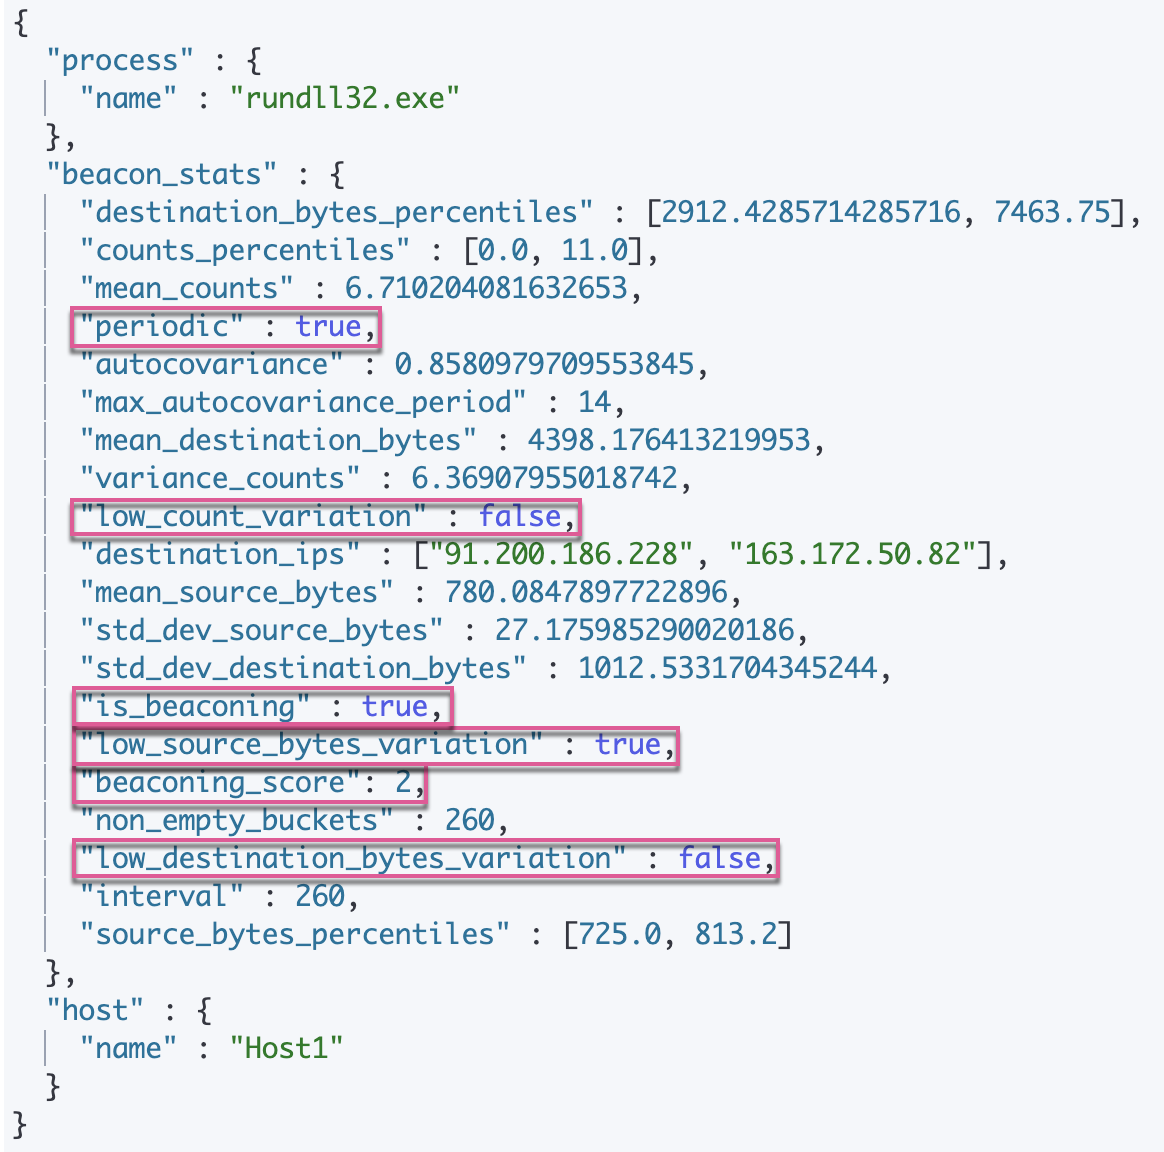 {
"process" : {
"name" : "rundll32.exe"
},
"beacon_stats" : {
"destination_bytes_percentiles" : [2912.4285714285716, 7463.75],
"counts_percentiles" : [0.0, 11.0],
"mean_counts" : 6.710204081632653,
"periodic" : true,
"autocovariance" : 0.8580979709553845,
"max_autocovariance_period" : 14,
"mean_destination_bytes" : 4398.176413219953,
"variance_counts" : 6.36907955018742,
"low_count_variation" : false,
"destination_ips" : ["91.200.186.228", "163.172.50.82"],
"mean_source_bytes" : 780.0847897722896,
"std_dev_source_bytes" : 27.175985290020186,
"std_dev_destination_bytes" : 1012.5331704345244,
"is_beaconing" : true,
"low_source_bytes_variation" : true,
"beaconing_score": 2,
"non_empty_buckets" : 260,
"low_destination_bytes_variation" : false,
"interval" : 260,
"source_bytes_percentiles" : [725.0, 813.2]
},
"host" : {
"name" : "Host1"
}
}